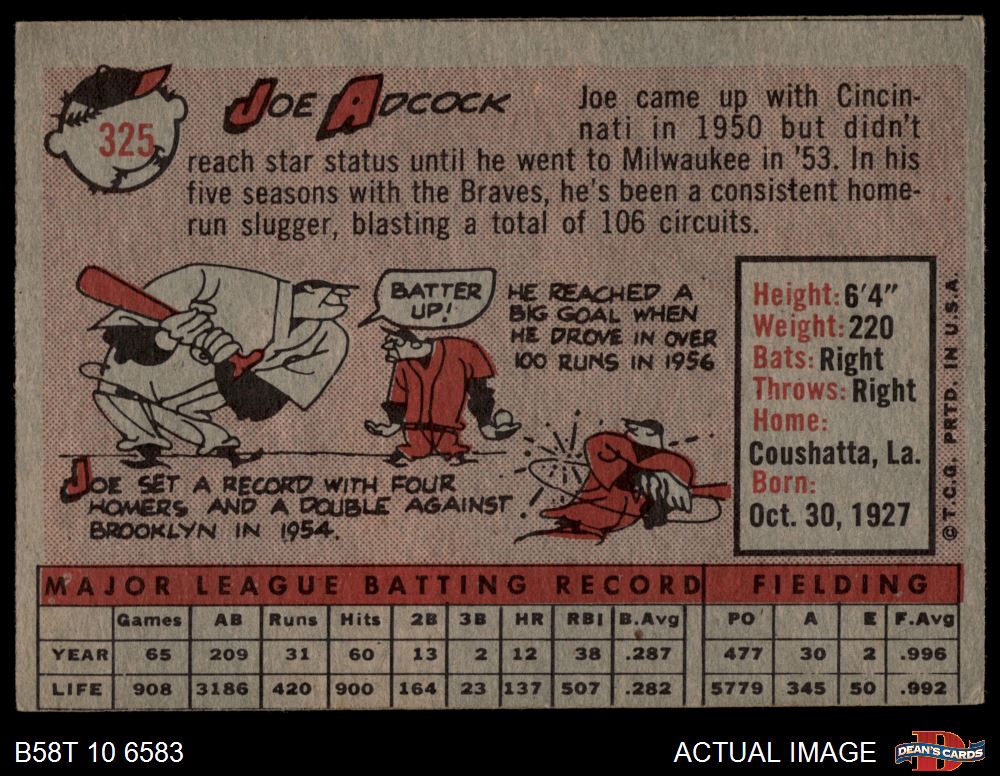 325
JOE ADCOCK
Joe came up with Cincin-
nati in 1950 but didn't
reach star status until he went to Milwaukee in '53. In his
five seasons with the Braves, he's been a consistent home-
run slugger, blasting a total of 106 circuits.
BATTER
UP!
HE REACHED A
BIG GOAL WHEN
HE DROVE IN OVER
100 RUNS IN 1956
JOE SET A RECORD WITH FOUR
HOMERS AND A DOUBLE AGAINST
BROOKLYN IN 1954.
Height: 6'4"
Weight: 220
Bats: Right
Throws: Right
Home:
Coushatta, La.
Born:
Oct. 30, 1927
© T.C.G. PRTD. IN U.S.A.
MAJOR LEAGUE BATTING RECORD FIELDING
Games AB Runs Hits 2B 3B HR RBI B.Avg PO A E F.Avg
YEAR 65 209 31 60 13 2 12 38 .287 477 30 2 .996
LIFE 908 3186 420 900 164 23 137 507 .282 5779 345 50 .992
B58T 10 6583
ACTUAL IMAGE
DEAN'S CARDS